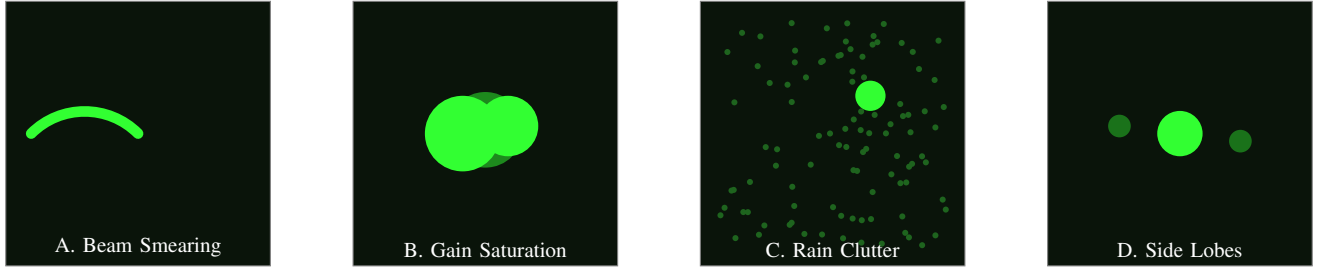 A. Beam Smearing
B. Gain Saturation
C. Rain Clutter
D. Side Lobes